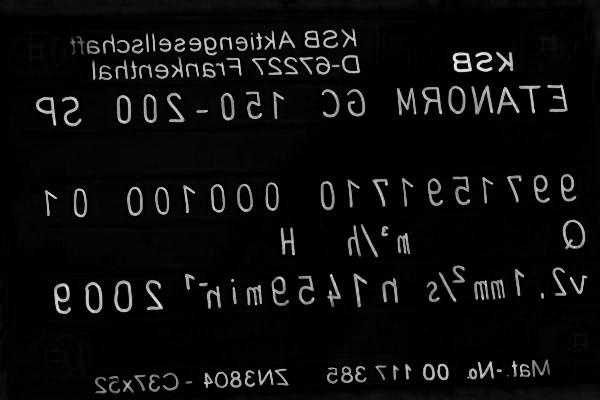 KSB Aktiengesellschaft
KSB D-67227 Frankenthal
ETANORM GC 150-200 SP
9971591710 000100 01
Q m³/h H
v2.1mm²/s n1459min⁻¹ 2009
Mat.-No. 00 117 385 ZN3804 - C37x52